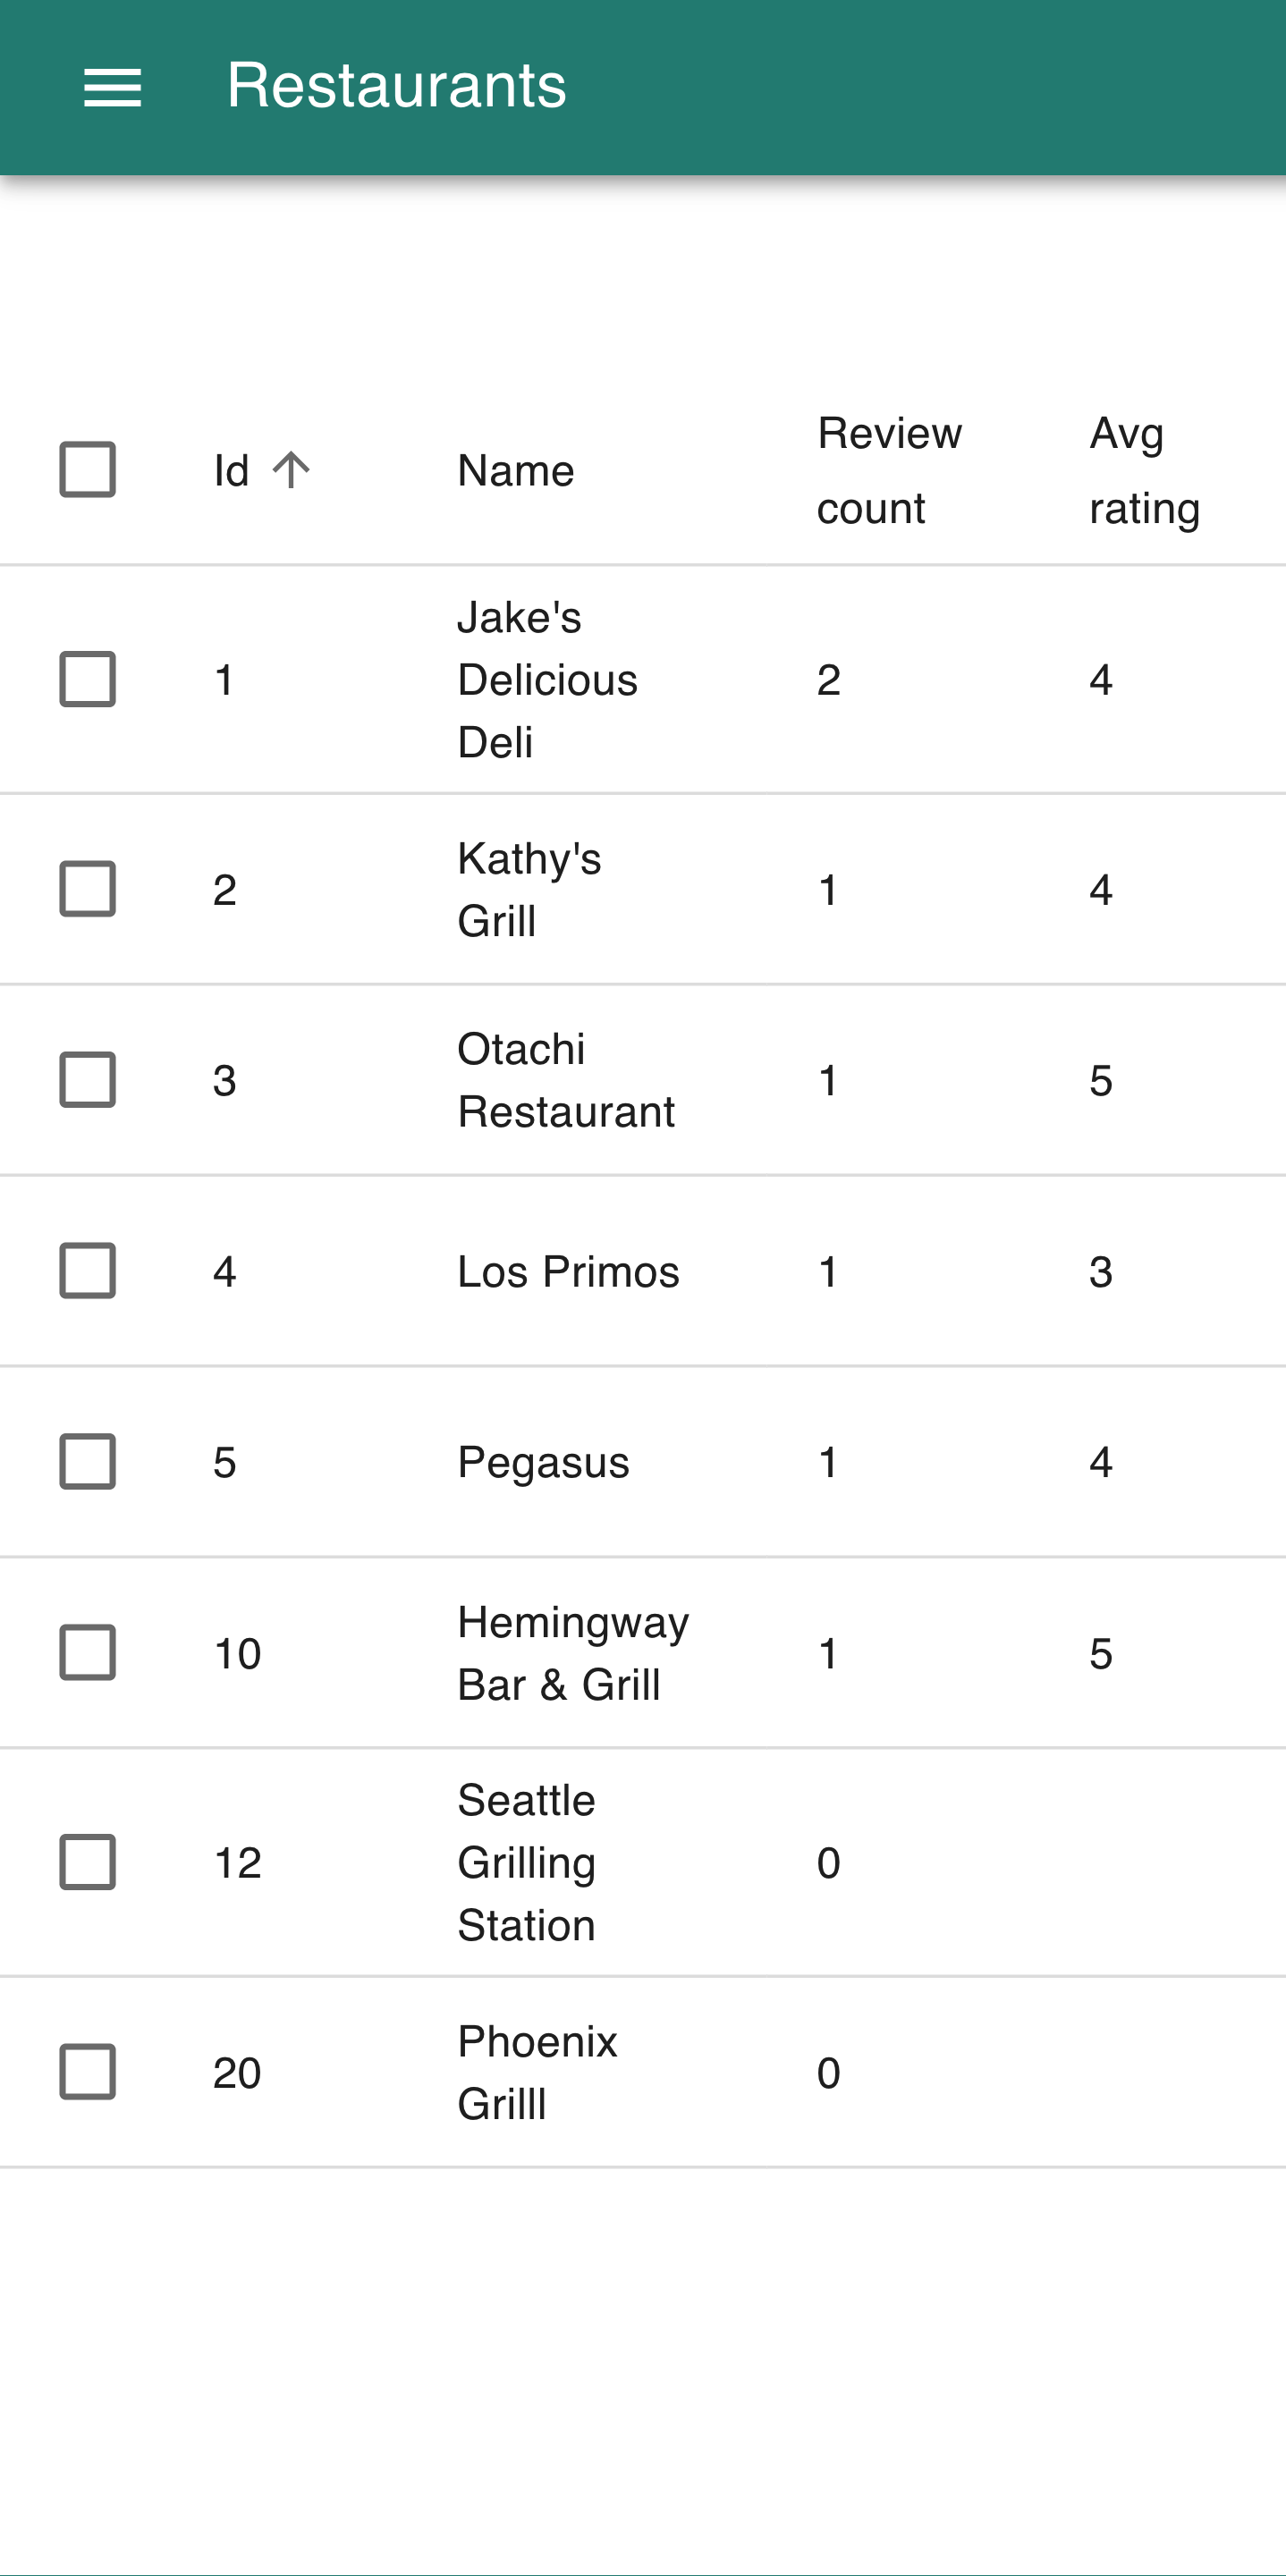 Restaurants
Id Name Review count Avg rating
1 Jake's Delicious Deli 2 4
2 Kathy's Grill 1 4
3 Otachi Restaurant 1 5
4 Los Primos 1 3
5 Pegasus 1 4
10 Hemingway Bar & Grill 1 5
12 Seattle Grilling Station 0
20 Phoenix Grilll 0